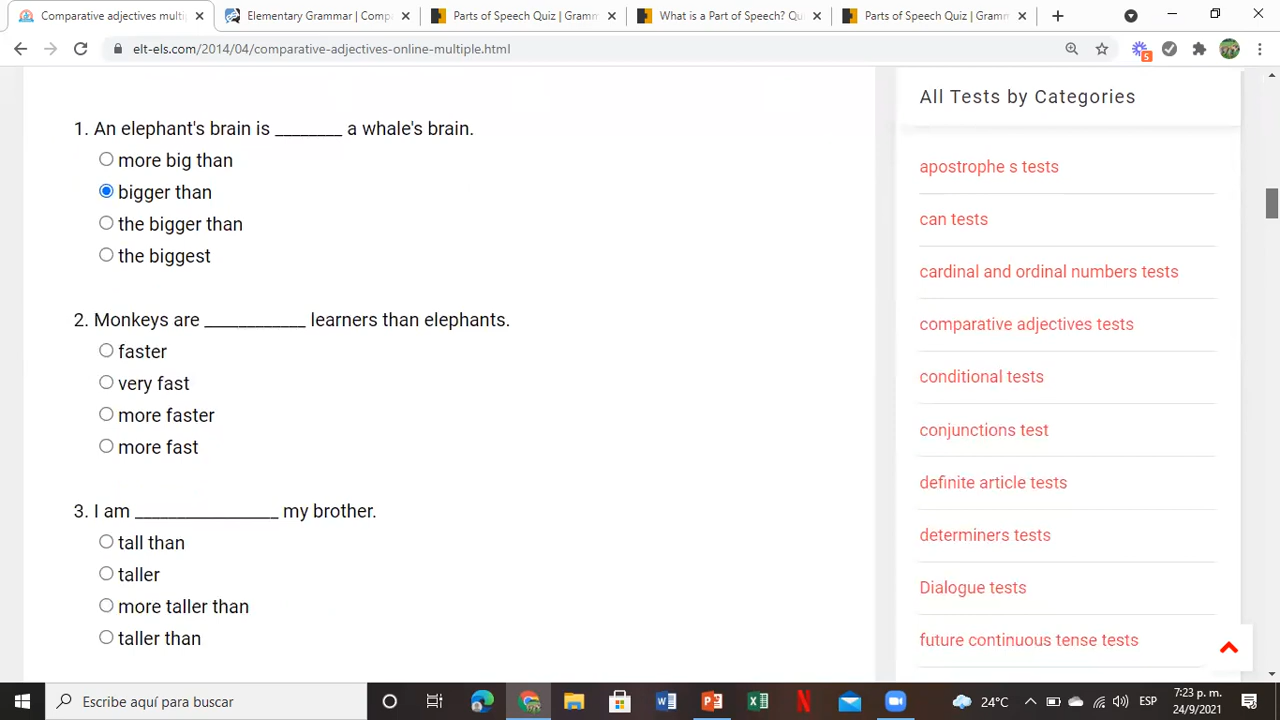 Comparative adjectives multi
Elementary Grammar | Comp
Parts of Speech Quiz | Gramm
What is a Part of Speech? Qu
Parts of Speech Quiz | Gramm
elt-els.com/2014/04/comparative-adjectives-online-multiple.html
5
1. An elephant's brain is ________ a whale's brain.
more big than
bigger than
the bigger than
the biggest
2. Monkeys are ____________ learners than elephants.
faster
very fast
more faster
more fast
3. I am _________________ my brother.
tall than
taller
more taller than
taller than
All Tests by Categories
apostrophe s tests
can tests
cardinal and ordinal numbers tests
comparative adjectives tests
conditional tests
conjunctions test
definite article tests
determiners tests
Dialogue tests
future continuous tense tests
Escribe aquí para buscar
24°C
ESP
7:23 p. m.
24/9/2021